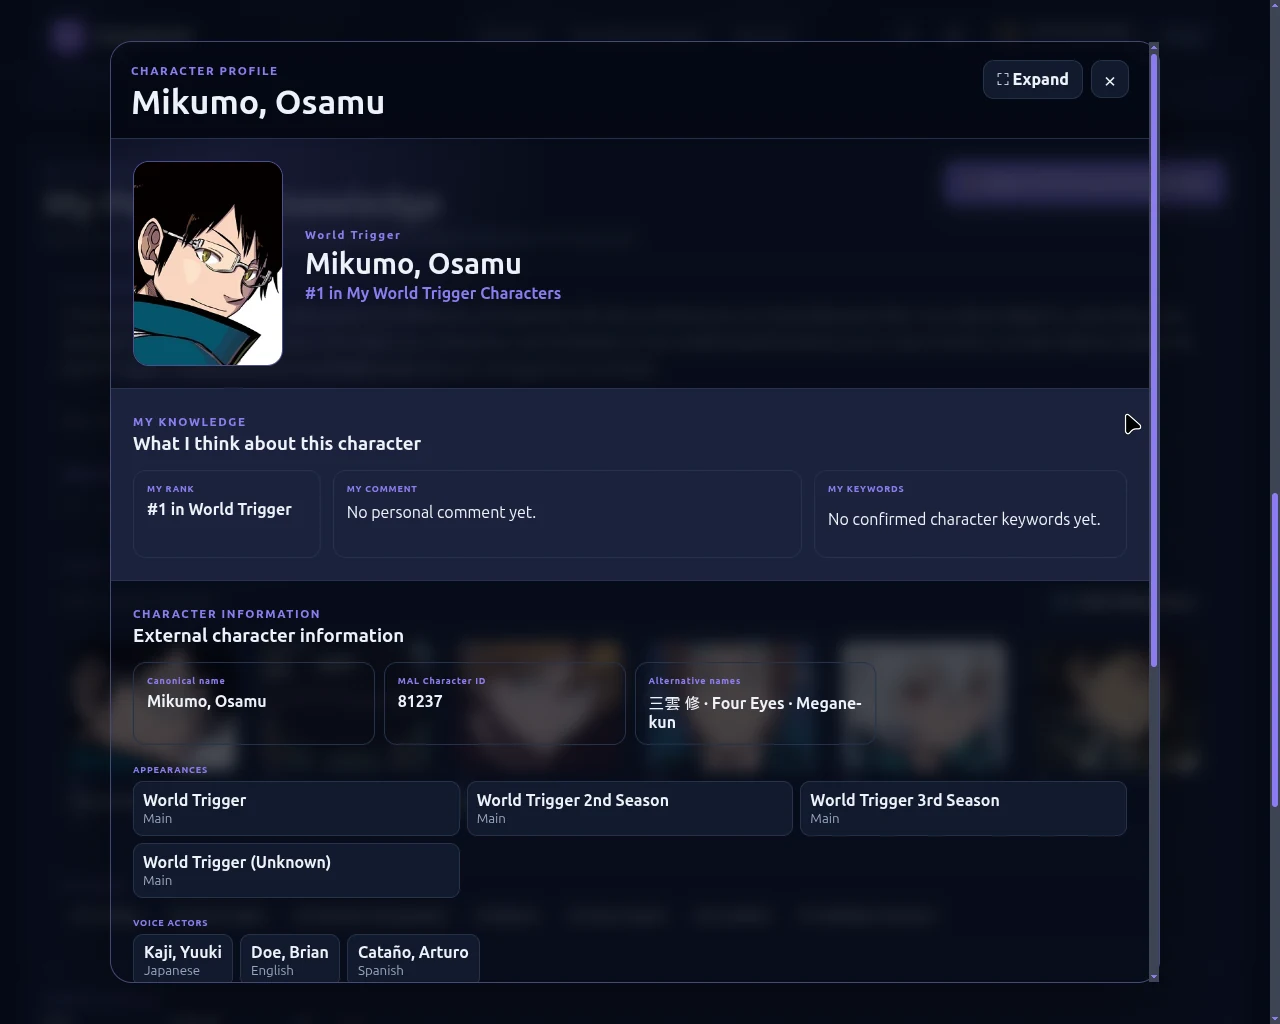 CHARACTER PROFILE
Mikumo, Osamu
Expand
×
World Trigger
Mikumo, Osamu
#1 in My World Trigger Characters
MY KNOWLEDGE
What I think about this character
MY RANK
#1 in World Trigger
MY COMMENT
No personal comment yet.
MY KEYWORDS
No confirmed character keywords yet.
CHARACTER INFORMATION
External character information
Canonical name
Mikumo, Osamu
MAL Character ID
81237
Alternative names
三雲 修 · Four Eyes · Megane-
kun
APPEARANCES
World Trigger
Main
World Trigger 2nd Season
Main
World Trigger 3rd Season
Main
World Trigger (Unknown)
Main
VOICE ACTORS
Kaji, Yuuki
Japanese
Doe, Brian
English
Cataño, Arturo
Spanish